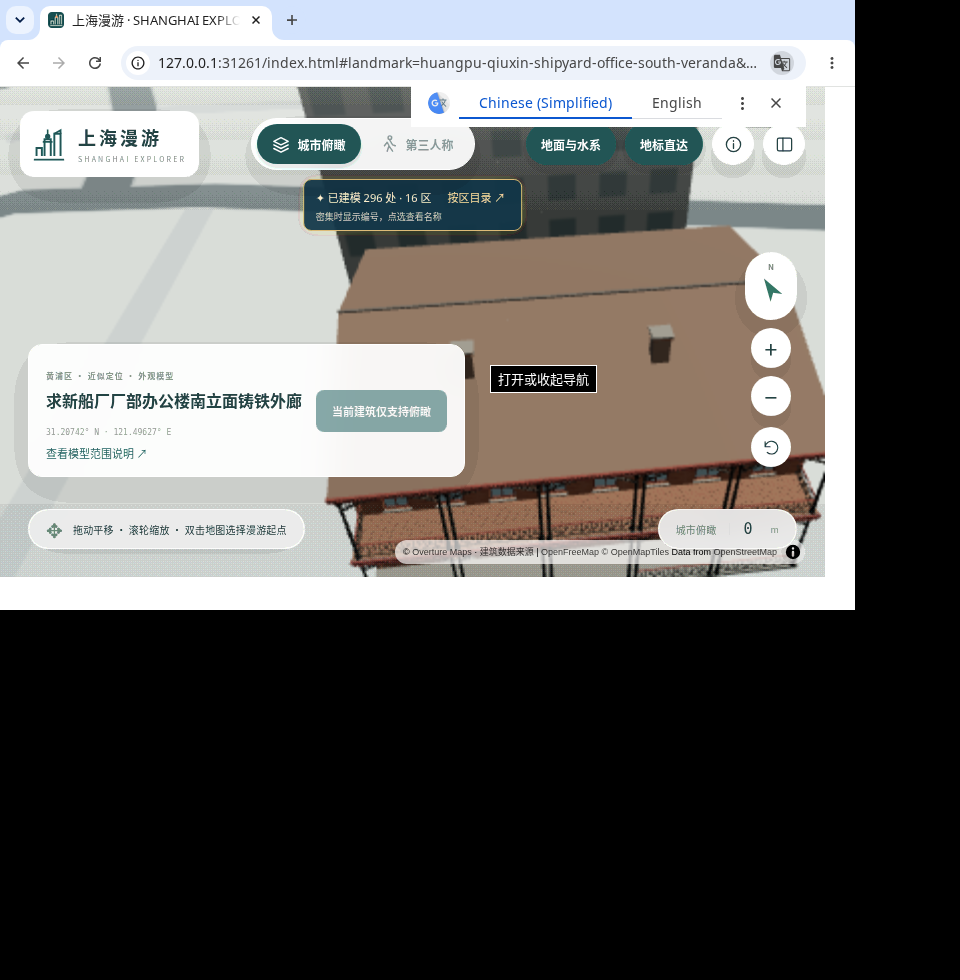 上海漫游 · SHANGHAI EXPLO
127.0.0.1:31261/index.html#landmark=huangpu-qiuxin-shipyard-office-south-veranda&...
Chinese (Simplified)
English
上海漫游
SHANGHAI EXPLORER
城市俯瞰
第三人称
地面与水系
地标直达
✦ 已建模 296 处 · 16 区 按区目录 ↗
密集时显示编号，点选查看名称
N
黄浦区 • 近似定位 • 外观模型
求新船厂厂部办公楼南立面铸铁外廊
31.20742° N · 121.49627° E
查看模型范围说明 ↗
当前建筑仅支持俯瞰
打开或收起导航
拖动平移 • 滚轮缩放 • 双击地图选择漫游起点
城市俯瞰 0 m
© Overture Maps · 建筑数据来源 | OpenFreeMap © OpenMapTiles Data from OpenStreetMap